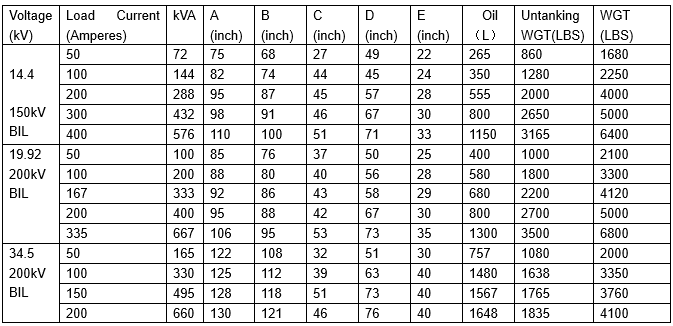 Voltage (kV) Load Current (Amperes) kVA A (inch) B (inch) C (inch) D (inch) E (inch) Oil (L) Untanking WGT(LBS) WGT (LBS)
14.4 150kV BIL
50 72 75 68 27 49 22 265 860 1680
100 144 82 74 44 45 24 350 1280 2250
200 288 95 87 45 57 28 555 2000 4000
300 432 98 91 46 67 30 800 2650 5000
400 576 110 100 51 71 33 1150 3165 6400
19.92 200kV BIL
50 100 85 76 37 50 25 400 1000 2100
100 200 88 80 40 56 28 580 1800 3300
167 333 92 86 43 58 29 680 2200 4120
200 400 95 88 42 67 30 800 2700 5000
335 667 106 95 53 73 35 1300 3500 6800
34.5 200kV BIL
50 165 122 108 32 51 30 757 1080 2000
100 330 125 112 39 63 40 1480 1638 3350
150 495 128 118 51 73 40 1567 1765 3760
200 660 130 121 46 76 40 1648 1835 4100